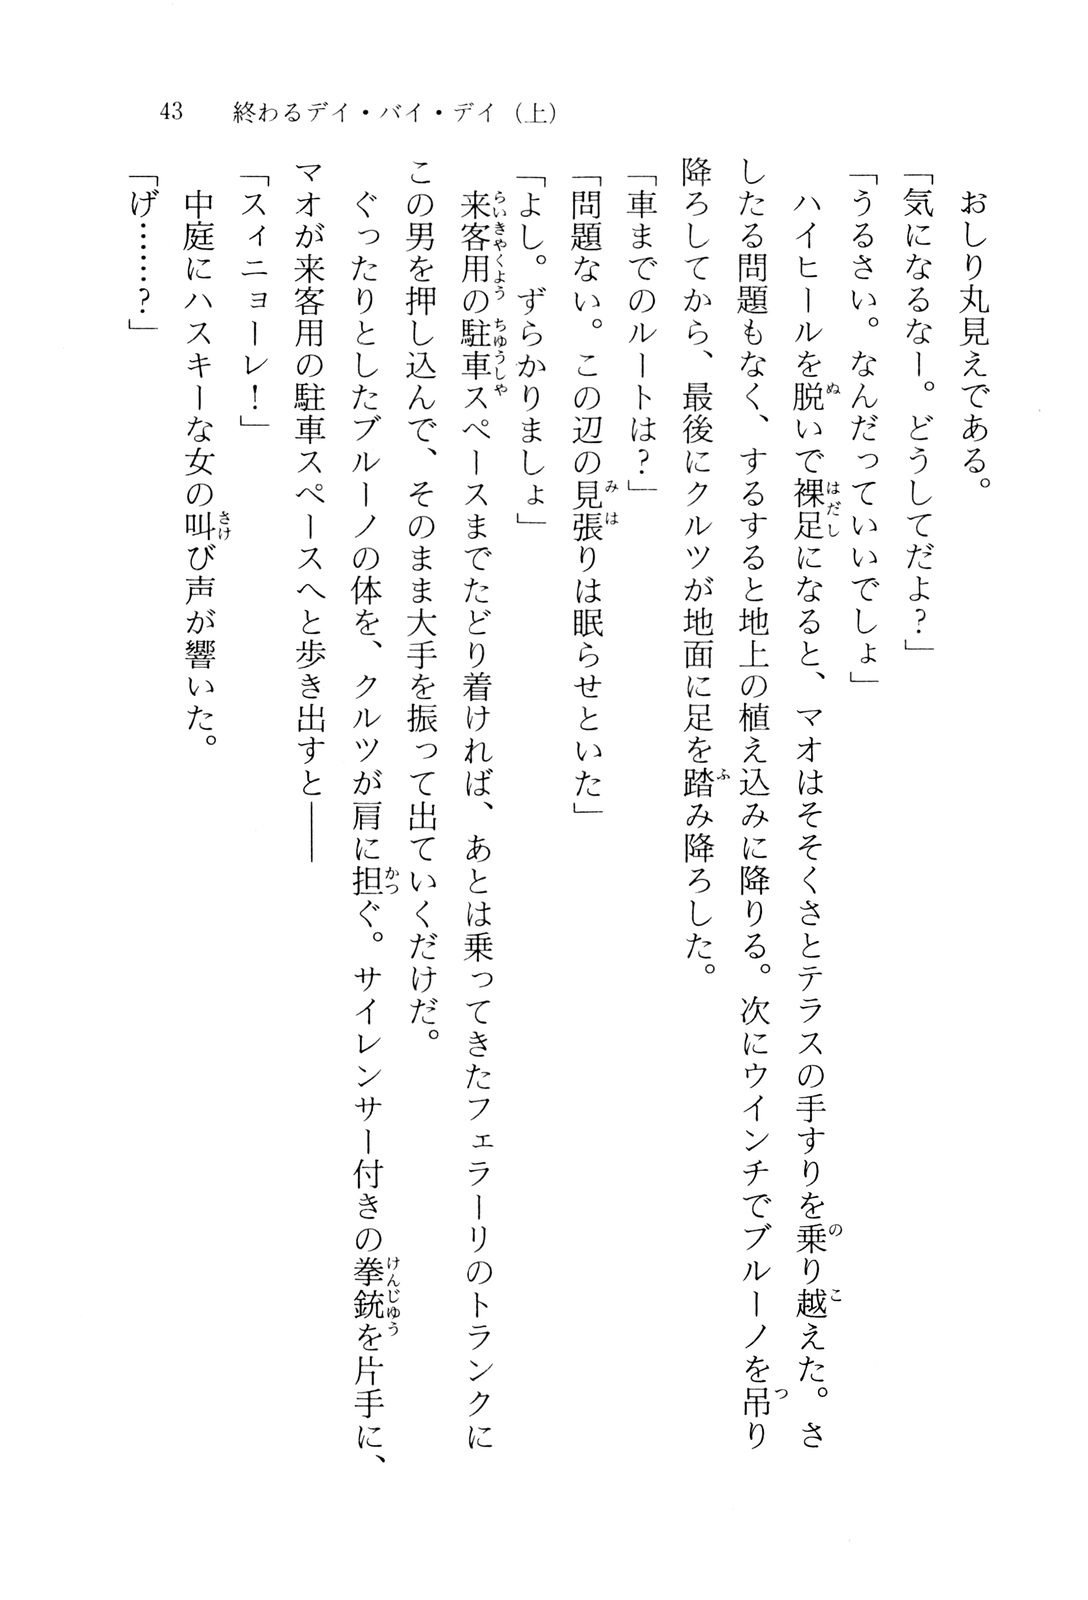 43　終わるデイ・バイ・デイ（上）
おしり丸見えである。
「気になるなー。どうしてだよ？」
「うるさい。なんだっていいでしょ」
ハイヒールを脱いで裸足になると、マオはそそくさとテラスの手すりを乗り越えた。さ
したる問題もなく、するすると地上の植え込みに降りる。次にウインチでブルーノを吊り
降ろしてから、最後にクルツが地面に足を踏み降ろした。
「車までのルートは？」
「問題ない。この辺の見張りは眠らせといた」
「よし。ずらかりましょ」
来客用の駐車スペースまでたどり着ければ、あとは乗ってきたフェラーリのトランクに
この男を押し込んで、そのまま大手を振って出ていくだけだ。
ぐったりとしたブルーノの体を、クルツが肩に担ぐ。サイレンサー付きの拳銃を片手に、
マオが来客用の駐車スペースへと歩き出すと――
「スィニョーレ！」
中庭にハスキーな女の叫び声が響いた。
「げ……？」